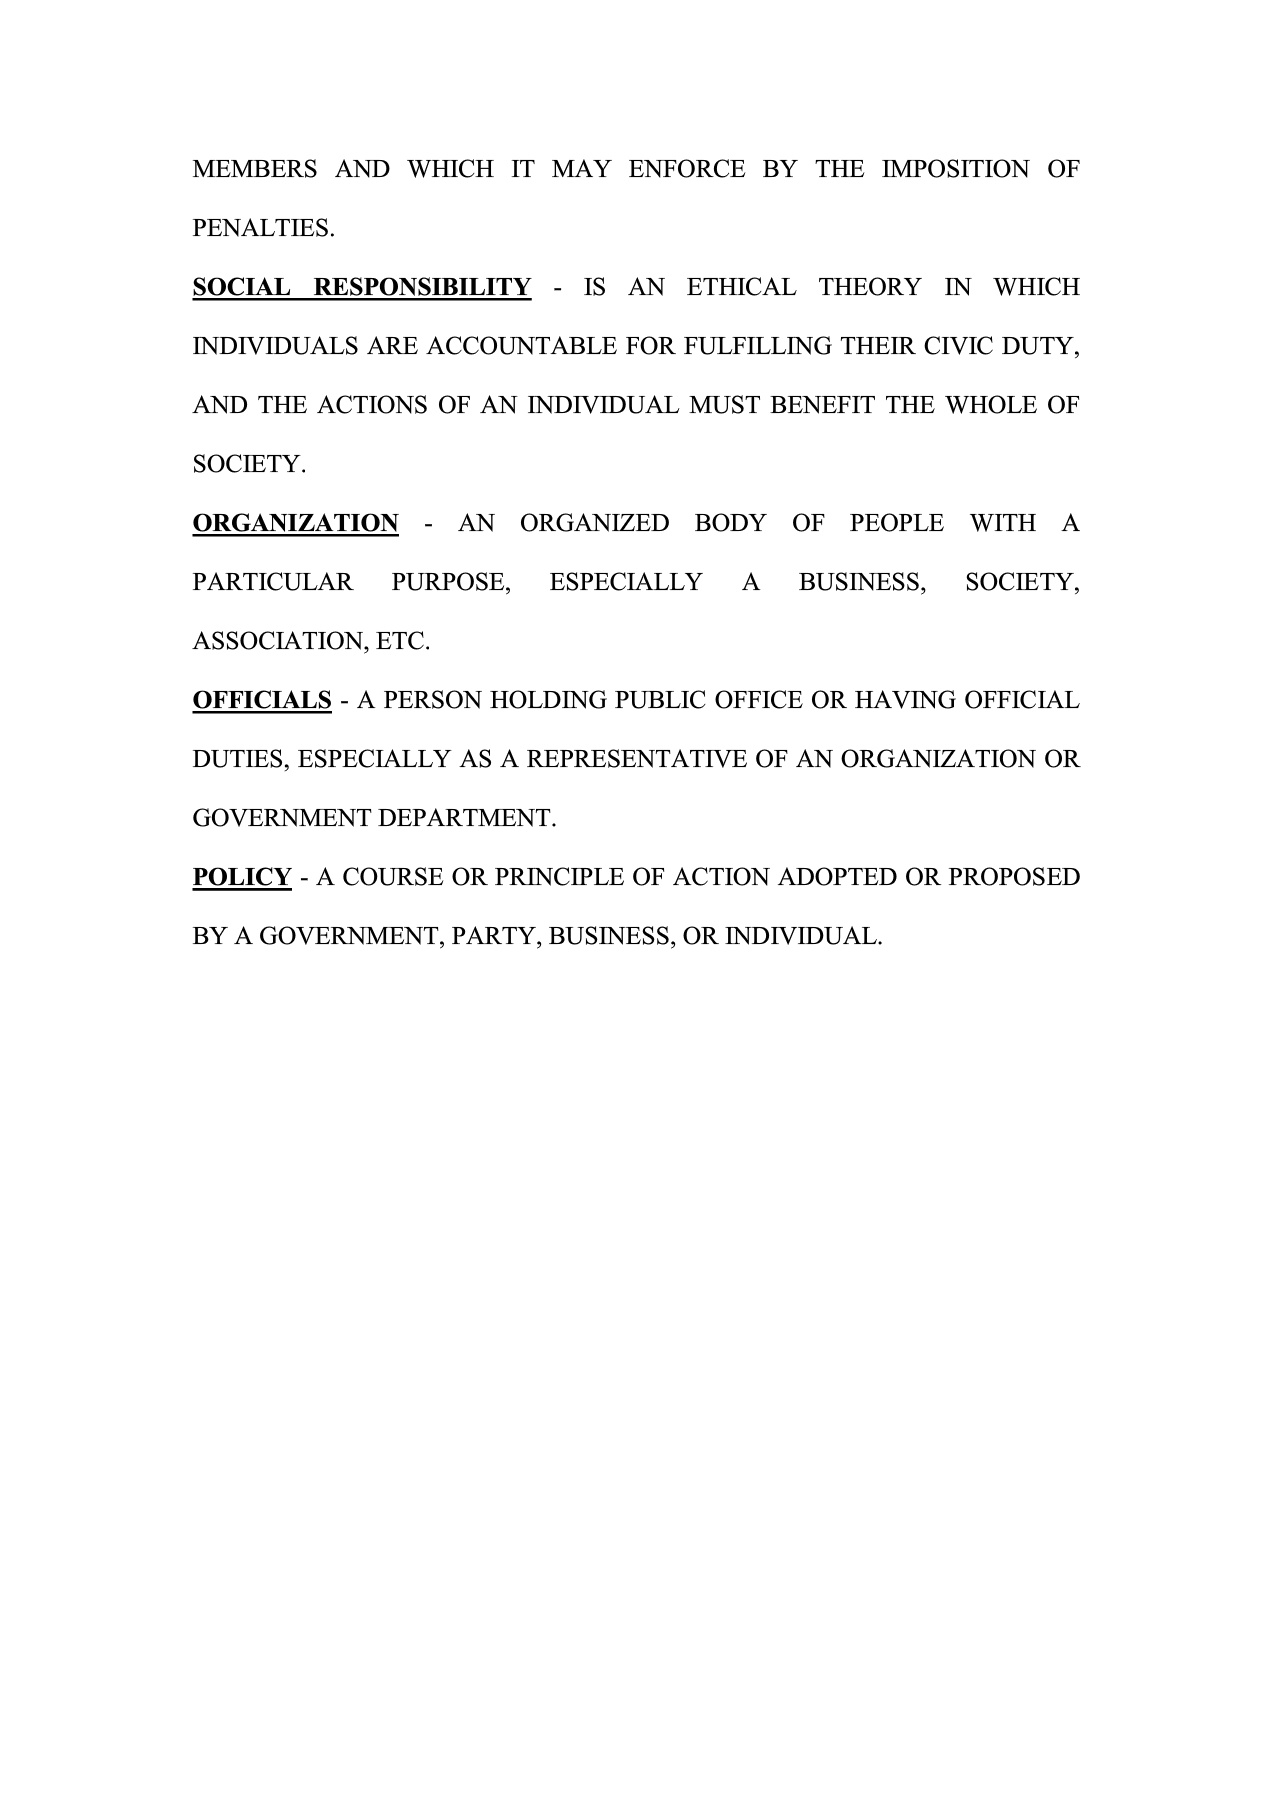 MEMBERS AND WHICH IT MAY ENFORCE BY THE IMPOSITION OF
PENALTIES.
SOCIAL RESPONSIBILITY - IS AN ETHICAL THEORY IN WHICH
INDIVIDUALS ARE ACCOUNTABLE FOR FULFILLING THEIR CIVIC DUTY,
AND THE ACTIONS OF AN INDIVIDUAL MUST BENEFIT THE WHOLE OF
SOCIETY.
ORGANIZATION - AN ORGANIZED BODY OF PEOPLE WITH A
PARTICULAR PURPOSE, ESPECIALLY A BUSINESS, SOCIETY,
ASSOCIATION, ETC.
OFFICIALS - A PERSON HOLDING PUBLIC OFFICE OR HAVING OFFICIAL
DUTIES, ESPECIALLY AS A REPRESENTATIVE OF AN ORGANIZATION OR
GOVERNMENT DEPARTMENT.
POLICY - A COURSE OR PRINCIPLE OF ACTION ADOPTED OR PROPOSED
BY A GOVERNMENT, PARTY, BUSINESS, OR INDIVIDUAL.